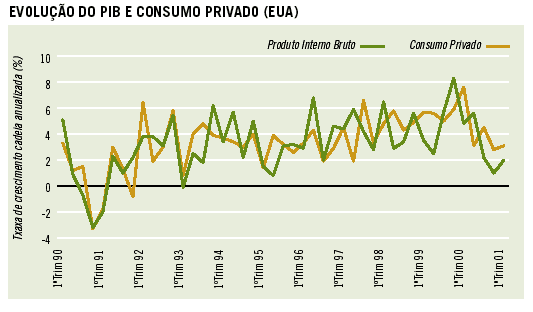 EVOLUÇÃO DO PIB E CONSUMO PRIVADO (EUA)
Produto Interno Bruto
Consumo Privado
Txaxa de crescimento cadeia anualizada (%)
10
8
6
4
2
0
-2
-4
1ºTrim 90
1ºTrim 91
1ºTrim 92
1ºTrim 93
1ºTrim 94
1ºTrim 95
1ºTrim 96
1ºTrim 97
1ºTrim 98
1ºTrim 99
1ºTrim 00
1ºTrim 01